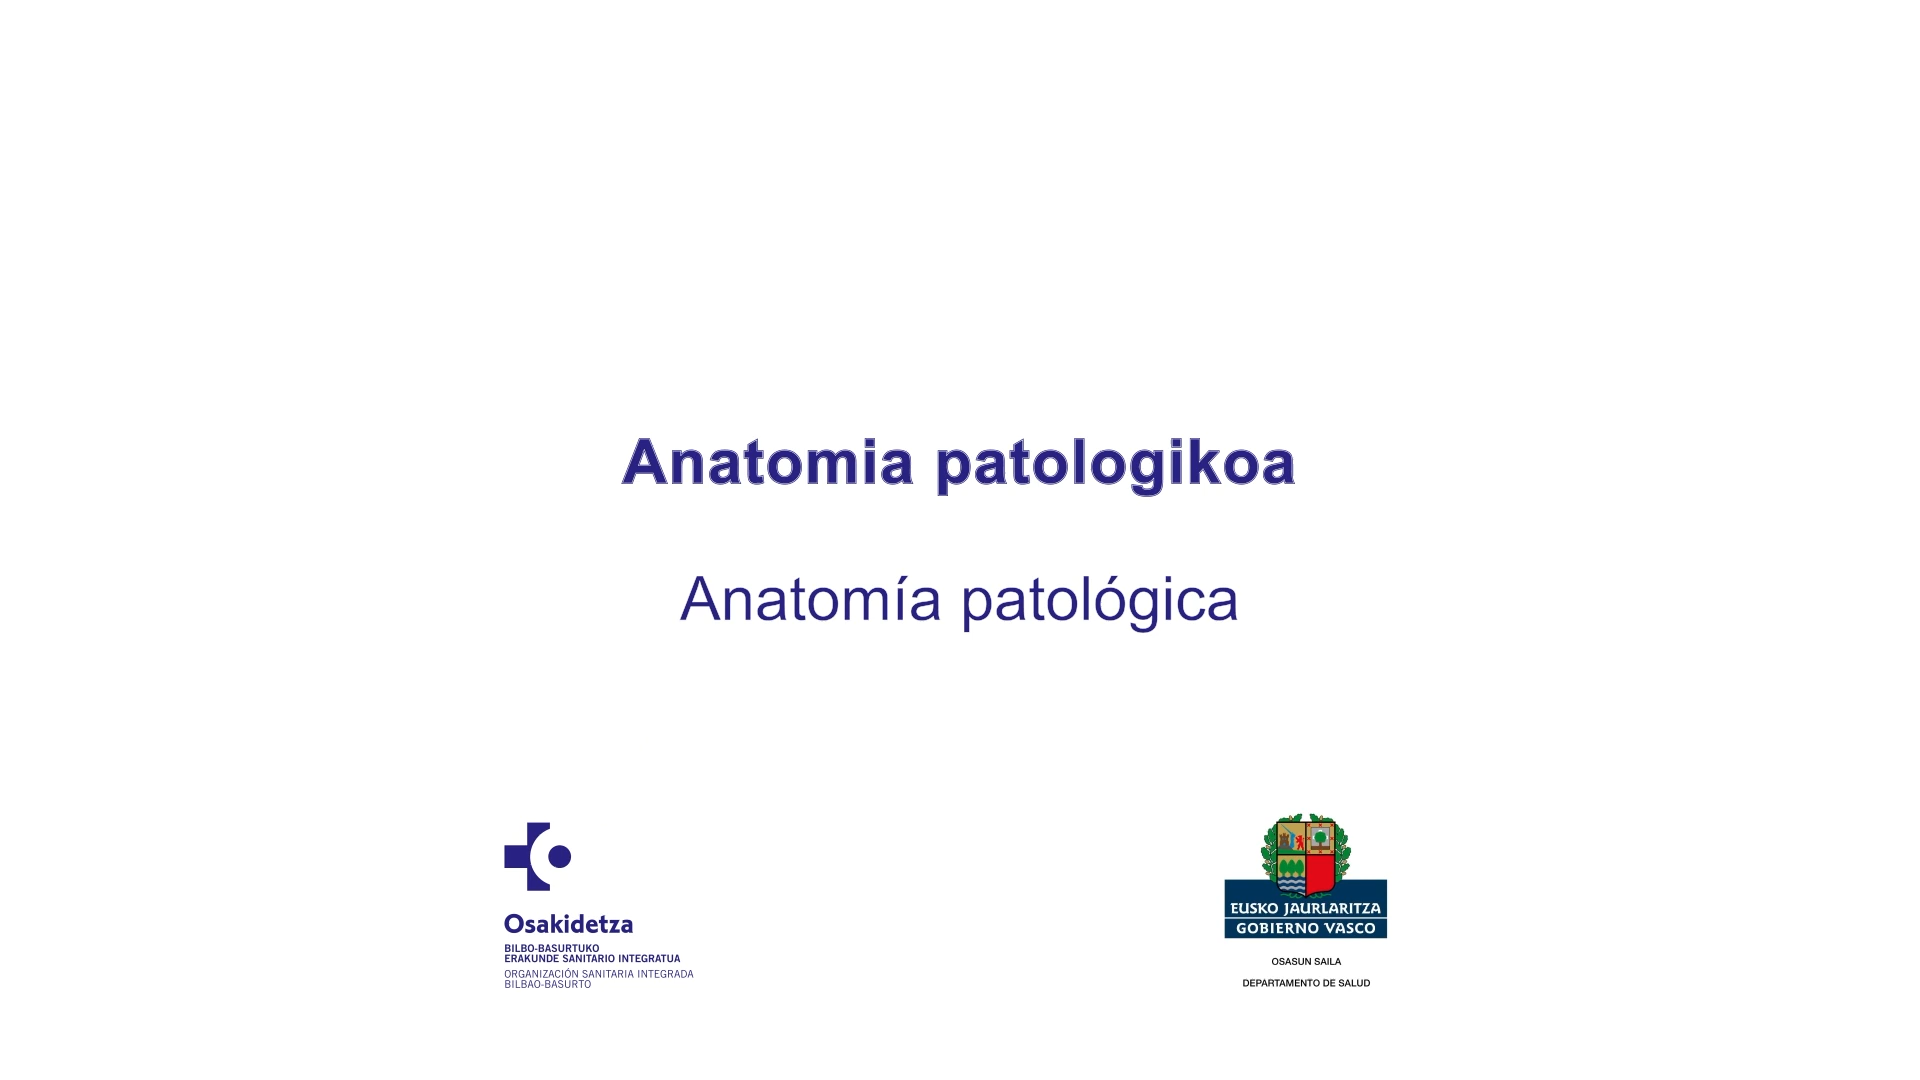 Anatomia patologikoa
Anatomía patológica
Osakidetza
BILBO-BASURTUKO
ERAKUNDE SANITARIO INTEGRATUA
ORGANIZACIÓN SANITARIA INTEGRADA
BILBAO-BASURTO
EUSKO JAURLARITZA
GOBIERNO VASCO
OSASUN SAILA
DEPARTAMENTO DE SALUD